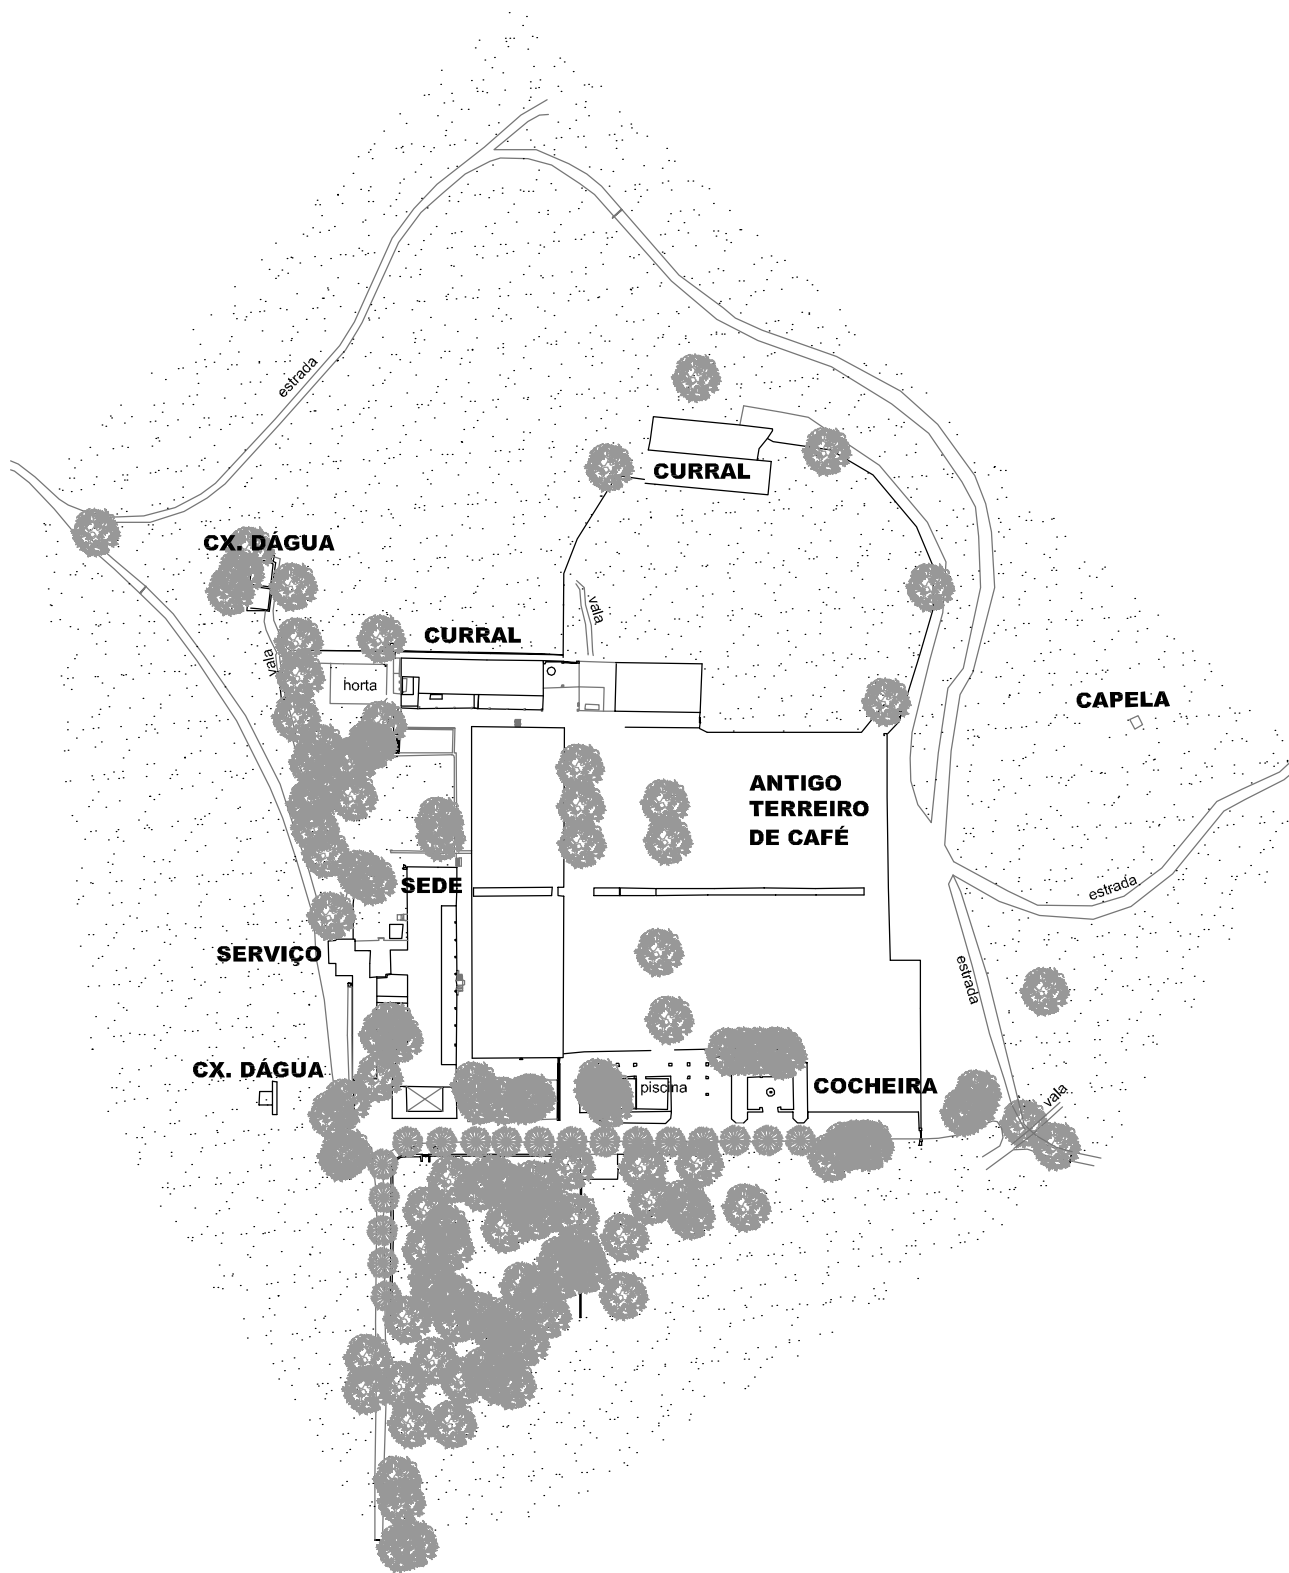 estrada
CURRAL
CX. DÁGUA
vala
CURRAL
vala
horta
CAPELA
ANTIGO
TERREIRO
DE CAFÉ
SEDE
estrada
SERVIÇO
estrada
CX. DÁGUA
piscina
COCHEIRA
vala